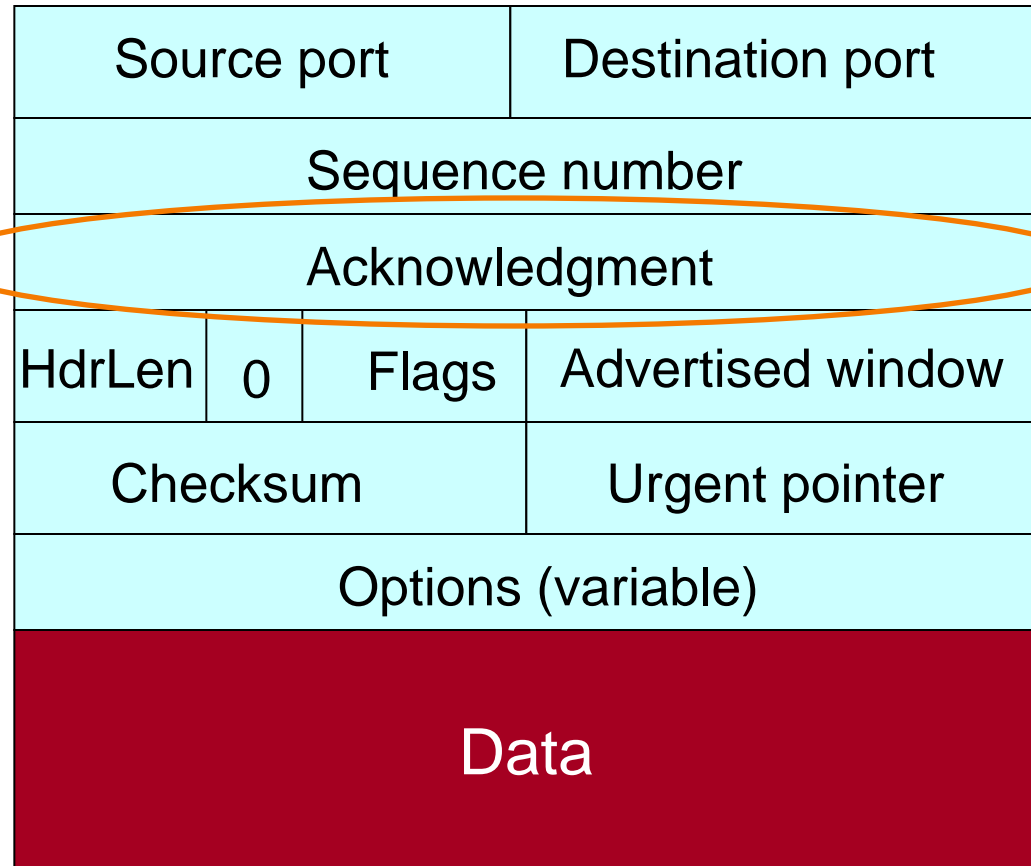 Source port Destination port
Sequence number
Acknowledgment
HdrLen 0 Flags Advertised window
Checksum Urgent pointer
Options (variable)
Data